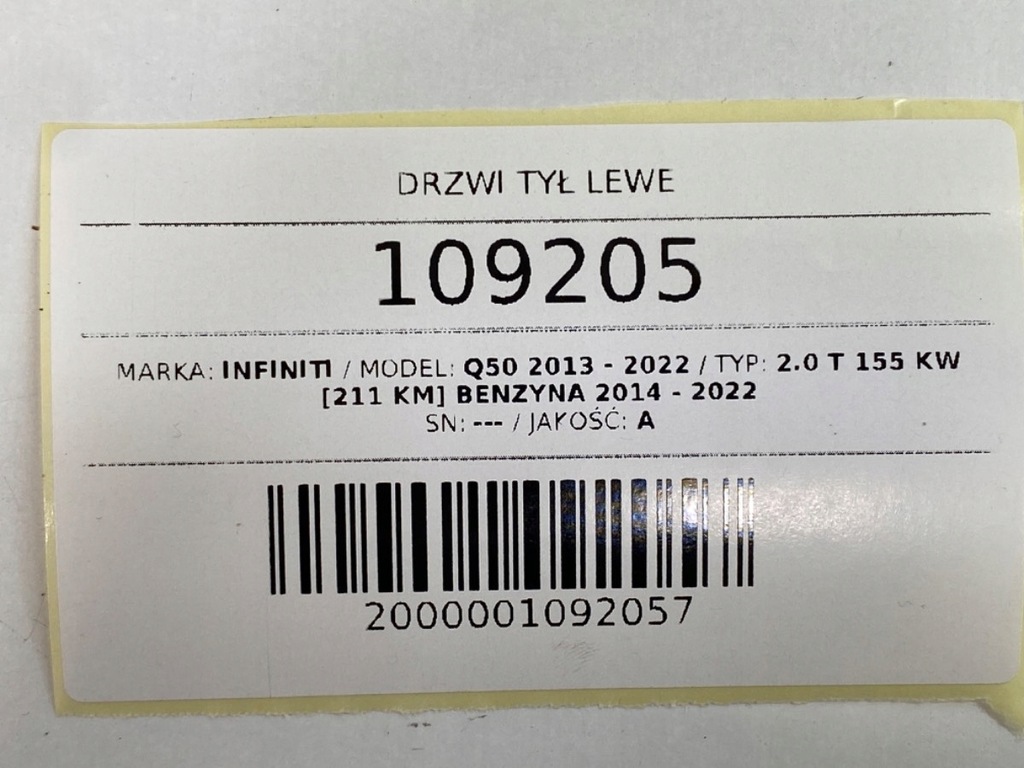 DRZWI TYŁ LEWE
109205
MARKA: INFINITI / MODEL: Q50 2013 - 2022 / TYP: 2.0 T 155 KW
[211 KM] BENZYNA 2014 - 2022
SN: --- / JAKOŚĆ: A
2000001092057